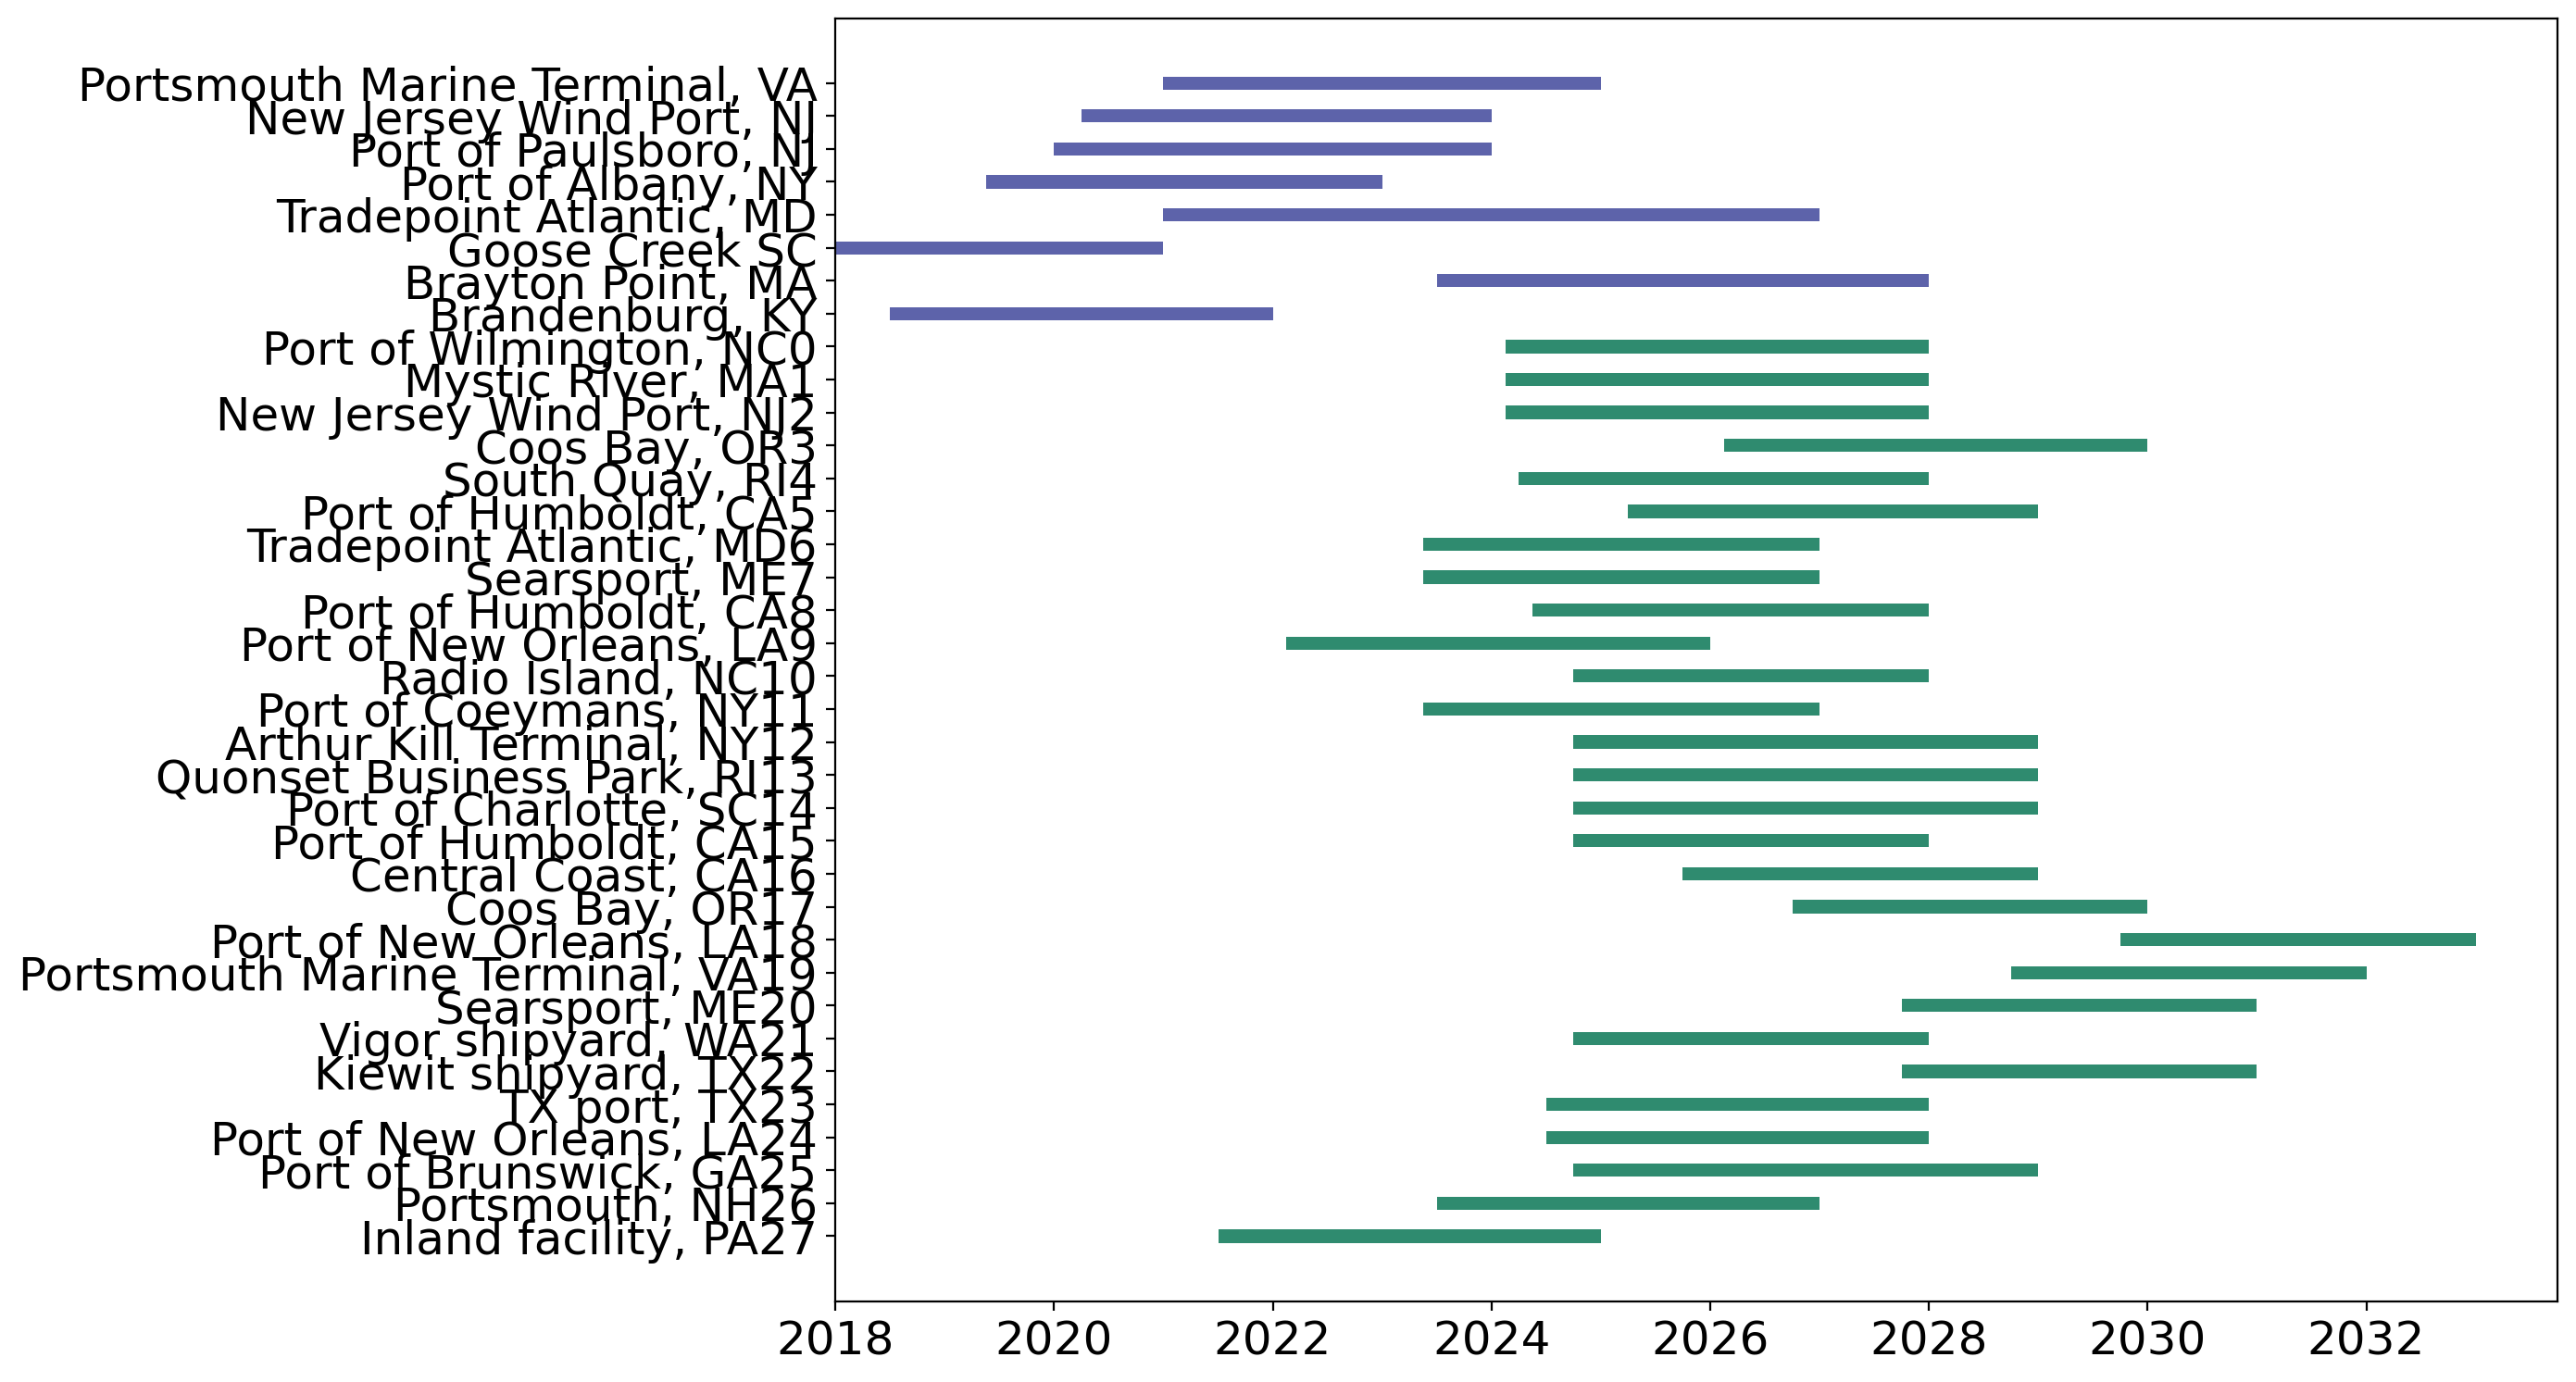 Portsmouth Marine Terminal, VA
New Jersey Wind Port, NJ
Port of Paulsboro, NJ
Port of Albany, NY
Tradepoint Atlantic, MD
Goose Creek SC
Brayton Point, MA
Brandenburg, KY
Port of Wilmington, NC0
Mystic River, MA1
New Jersey Wind Port, NJ2
Coos Bay, OR3
South Quay, RI4
Port of Humboldt, CA5
Tradepoint Atlantic, MD6
Searsport, ME7
Port of Humboldt, CA8
Port of New Orleans, LA9
Radio Island, NC10
Port of Coeymans, NY11
Arthur Kill Terminal, NY12
Quonset Business Park, RI13
Port of Charlotte, SC14
Port of Humboldt, CA15
Central Coast, CA16
Coos Bay, OR17
Port of New Orleans, LA18
Portsmouth Marine Terminal, VA19
Searsport, ME20
Vigor shipyard, WA21
Kiewit shipyard, TX22
TX port, TX23
Port of New Orleans, LA24
Port of Brunswick, GA25
Portsmouth, NH26
Inland facility, PA27
2018 2020 2022 2024 2026 2028 2030 2032